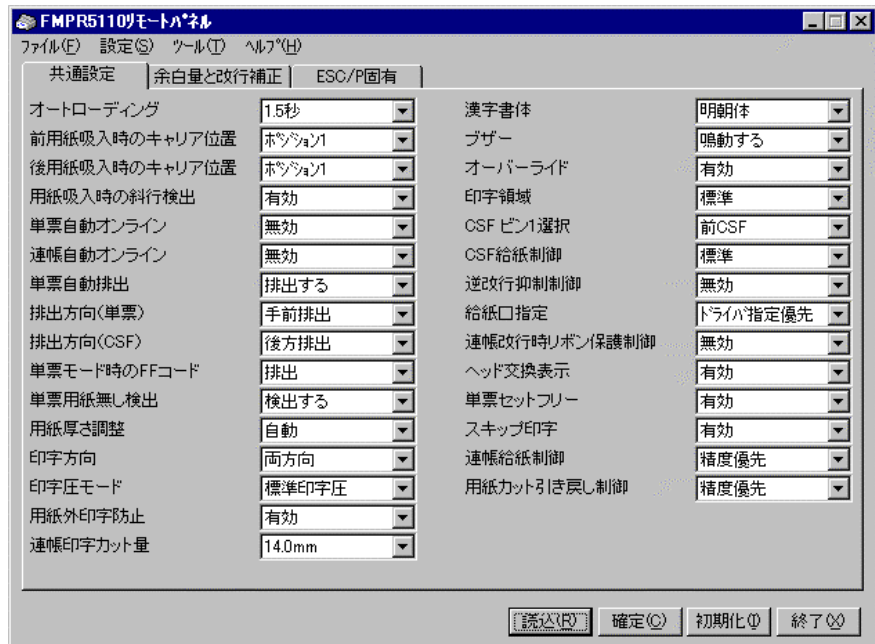 FMPR5110リモートパネル
ファイル(F) 設定(S) ツール(T) ヘルプ(H)
共通設定 余白量と改行補正 ESC/P固有
オートローディング 1.5秒
前用紙吸入時のキャリア位置 ポジション1
後用紙吸入時のキャリア位置 ポジション1
用紙吸入時の斜行検出 有効
単票自動オンライン 無効
連帳自動オンライン 無効
単票自動排出 排出する
排出方向(単票) 手前排出
排出方向(CSF) 後方排出
単票モード時のFFコード 排出
単票用紙無し検出 検出する
用紙厚さ調整 自動
印字方向 両方向
印字圧モード 標準印字圧
用紙外印字防止 有効
連帳印字カット量 14.0mm
漢字書体 明朝体
ブザー 鳴動する
オーバーライド 有効
印字領域 標準
CSF ビン1選択 前CSF
CSF給紙制御 標準
逆改行抑制制御 無効
給紙口指定 ドライバ指定優先
連帳改行時リボン保護制御 無効
ヘッド交換表示 有効
単票セットフリー 有効
スキップ印字 有効
連帳給紙制御 精度優先
用紙カット引き戻し制御 精度優先
読込(R) 確定(C) 初期化(I) 終了(X)